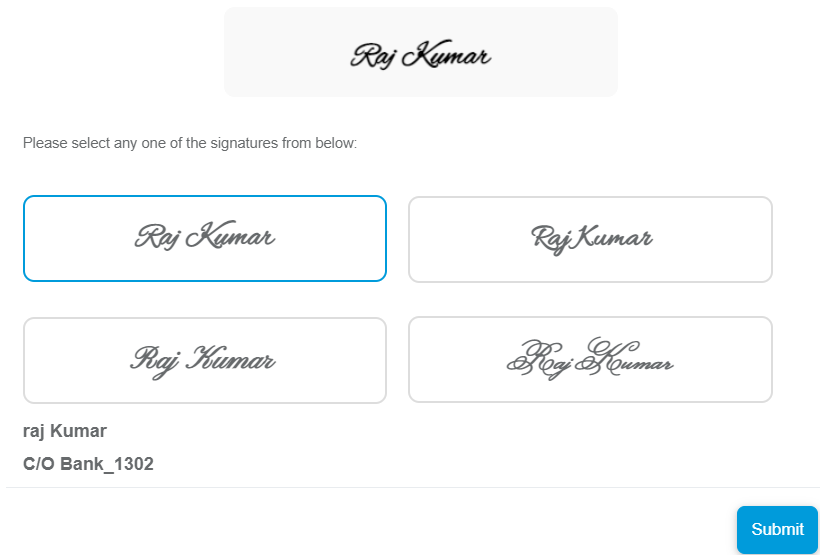 Raj Kumar
Please select any one of the signatures from below:
Raj Kumar
Raj Kumar
Raj Kumar
Raj Kumar
raj Kumar
C/O Bank_1302
Submit